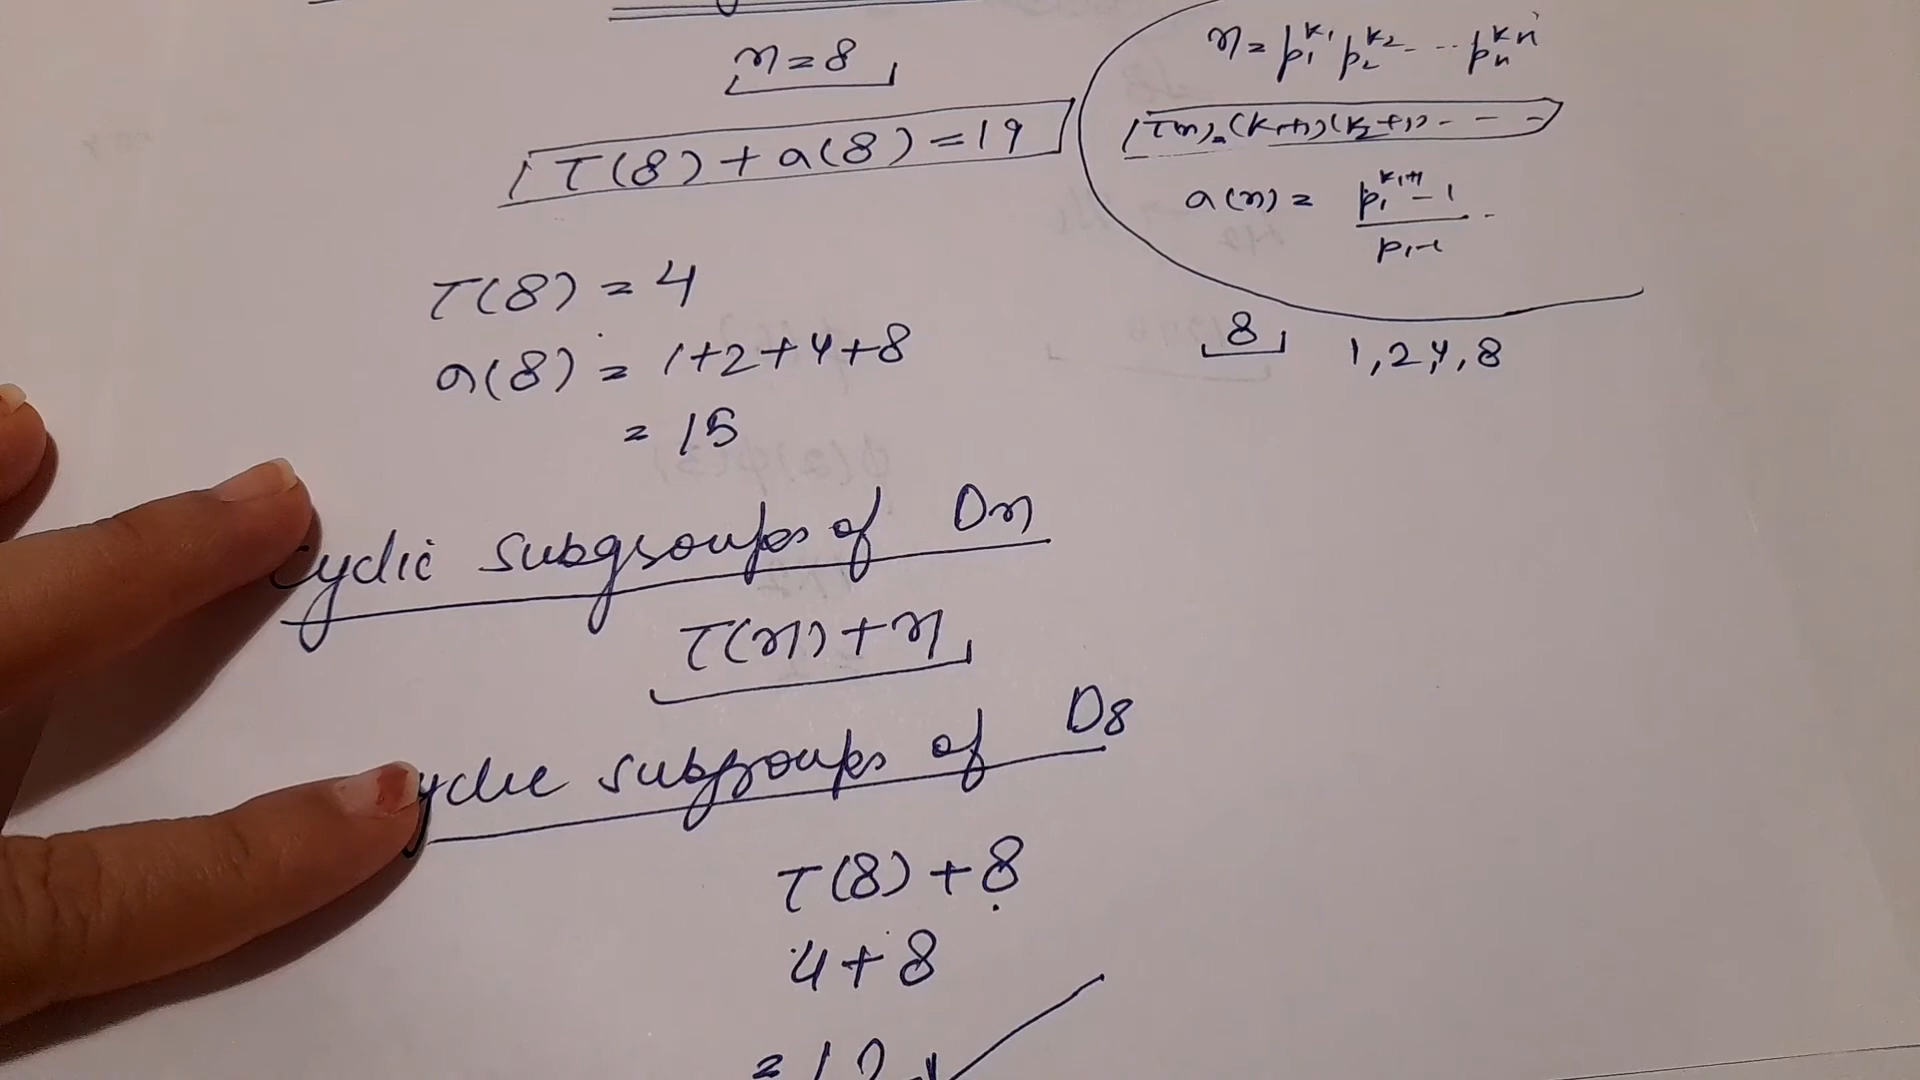 n = 8
τ(8) + σ(8) = 19
n = p₁^k₁ p₂^k₂ - - - - pₙ^kₙ
τ(n) = (k₁+1)(k₂+1) - - - -
σ(n) = (p₁^(k₁+1) - 1)/(p₁-1) -
τ(8) = 4
8 1, 2, 4, 8
σ(8) = 1+2+4+8
= 15
Cyclic subgroups of Dn
τ(n) + n
yclic subgroups of D8
τ(8) + 8
4 + 8
= 12